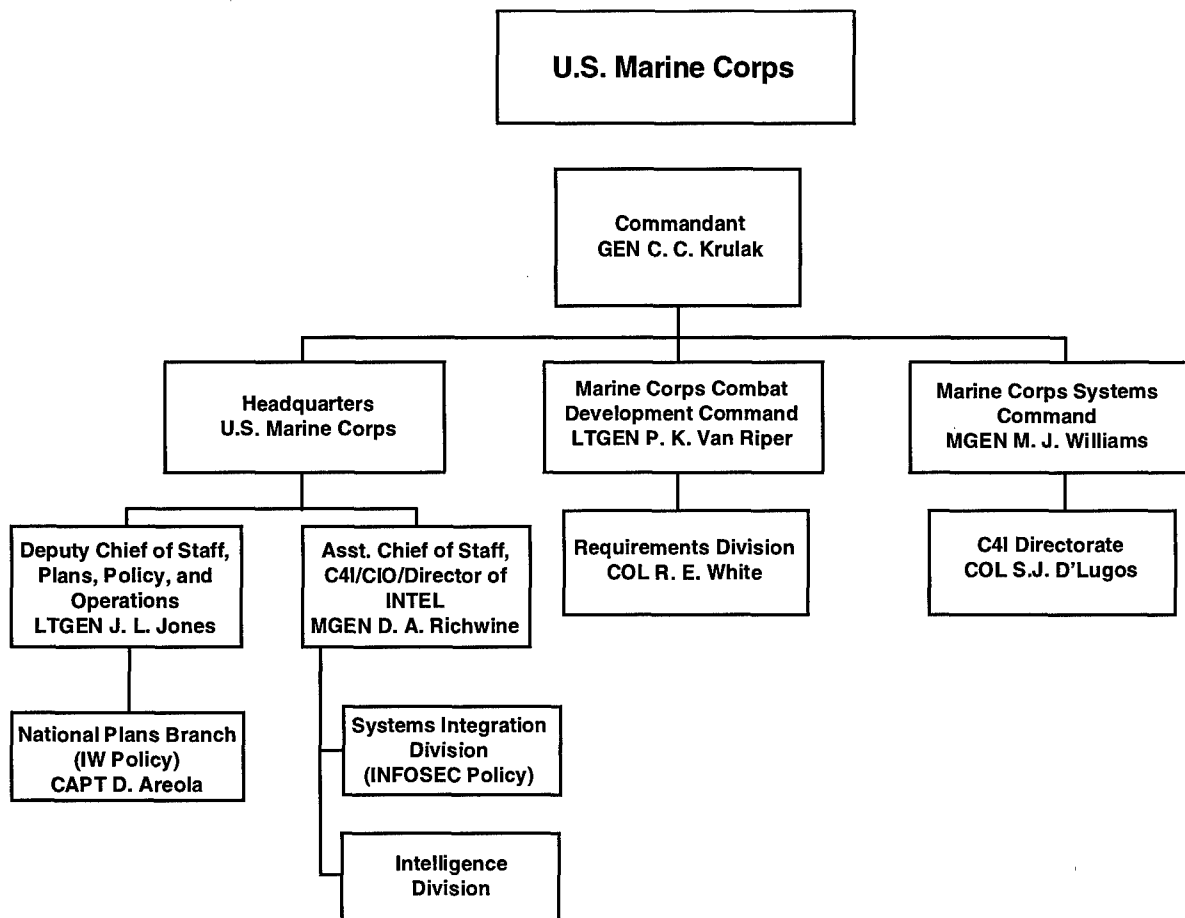 U.S. Marine Corps
Commandant
GEN C. C. Krulak
Headquarters
U.S. Marine Corps
Marine Corps Combat
Development Command
LTGEN P. K. Van Riper
Marine Corps Systems
Command
MGEN M. J. Williams
Deputy Chief of Staff,
Plans, Policy, and
Operations
LTGEN J. L. Jones
Asst. Chief of Staff,
C4I/CIO/Director of
INTEL
MGEN D. A. Richwine
Requirements Division
COL R. E. White
C4I Directorate
COL S.J. D'Lugos
National Plans Branch
(IW Policy)
CAPT D. Areola
Systems Integration
Division
(INFOSEC Policy)
Intelligence
Division